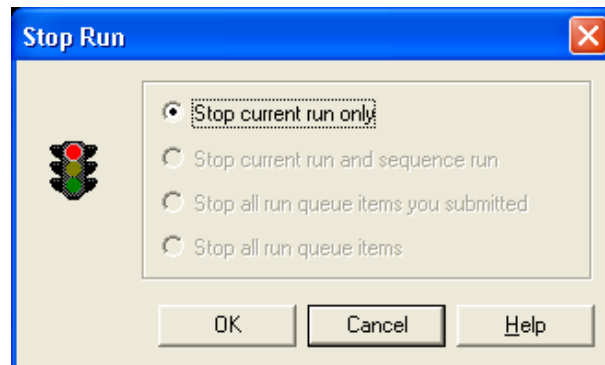 Stop Run
Stop current run only
Stop current run and sequence run
Stop all run queue items you submitted
Stop all run queue items
OK
Cancel
Help